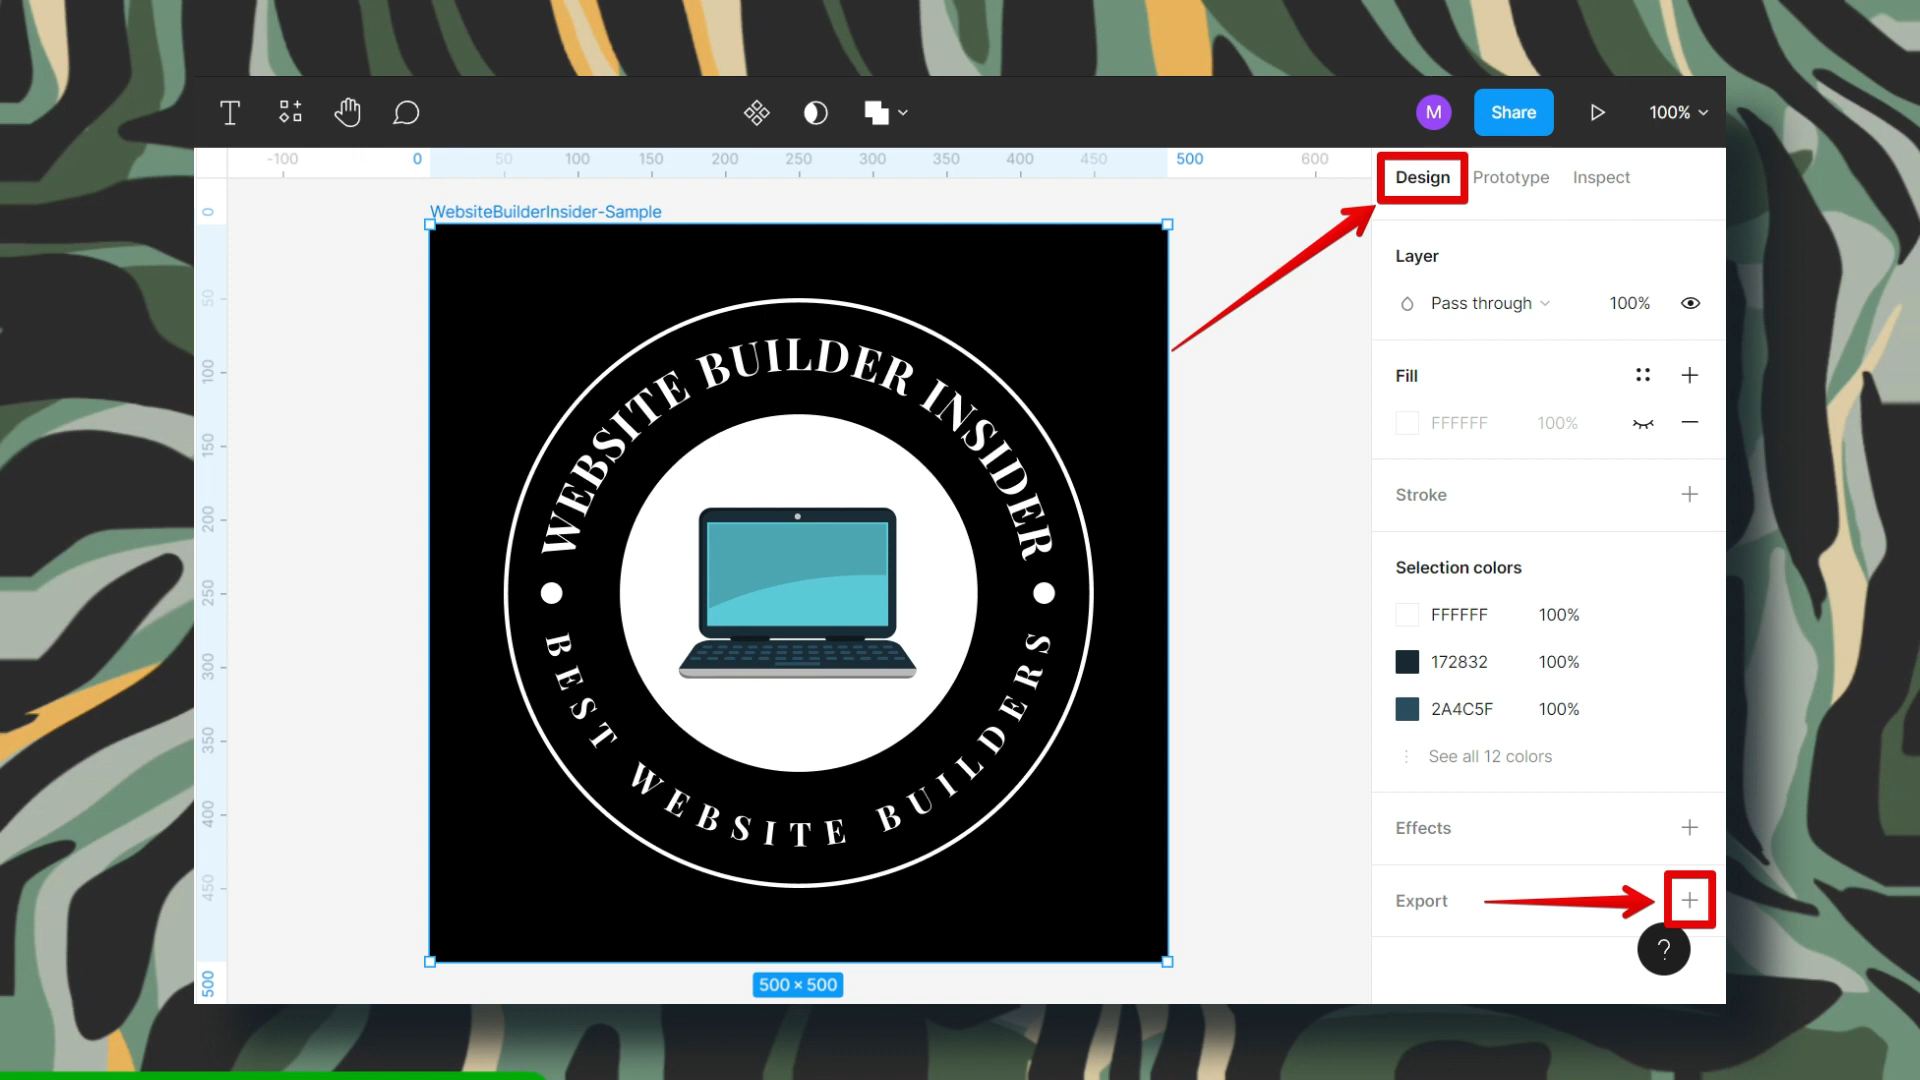 M
Share
100%
-100 0 50 100 150 200 250 300 350 400 450 500 600
Design Prototype Inspect
0
50
100
150
200
250
300
350
400
450
500
WebsiteBuilderInsider-Sample
WEBSITE BUILDER INSIDER
BEST WEBSITE BUILDERS
500 × 500
Layer
Pass through 100%
Fill
FFFFFF 100%
Stroke
Selection colors
FFFFFF 100%
172832 100%
2A4C5F 100%
See all 12 colors
Effects
Export
?